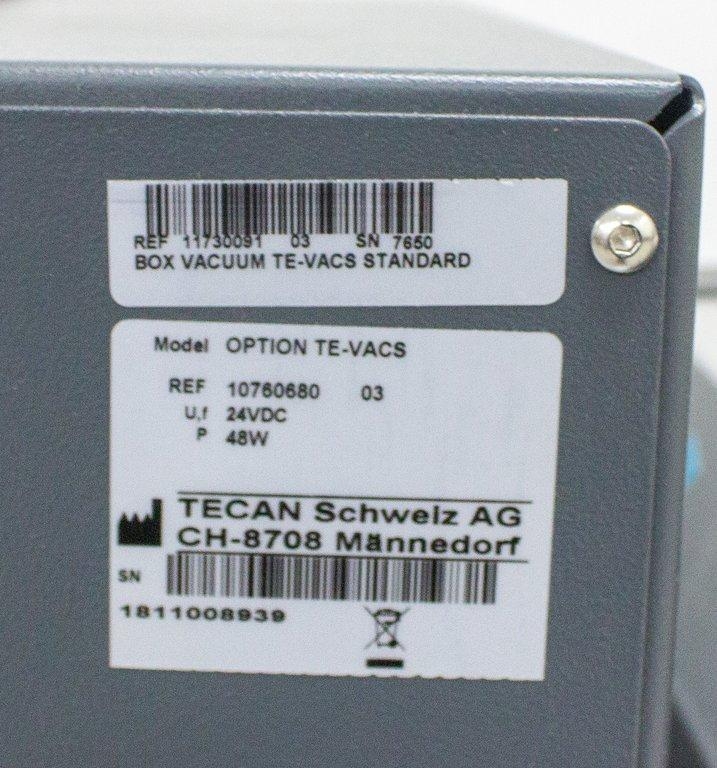 REF 11730091 03 SN 7650
BOX VACUUM TE-VACS STANDARD
Model OPTION TE-VACS
REF 10760680 03
U,f 24VDC
P 48W
TECAN Schweiz AG
CH-8708 Männedorf
SN
1811008939